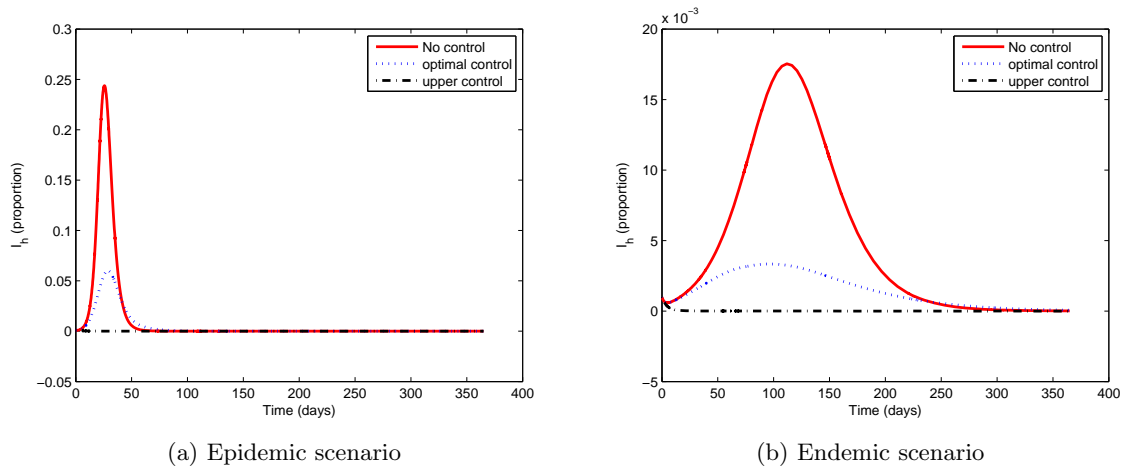 0.3
0.25
0.2
0.15
0.1
0.05
0
−0.05
I_h (proportion)
0 50 100 150 200 250 300 350 400
Time (days)
No control
optimal control
upper control
(a) Epidemic scenario
x 10^−3
20
15
10
5
0
−5
I_h (proportion)
0 50 100 150 200 250 300 350 400
Time (days)
No control
optimal control
upper control
(b) Endemic scenario